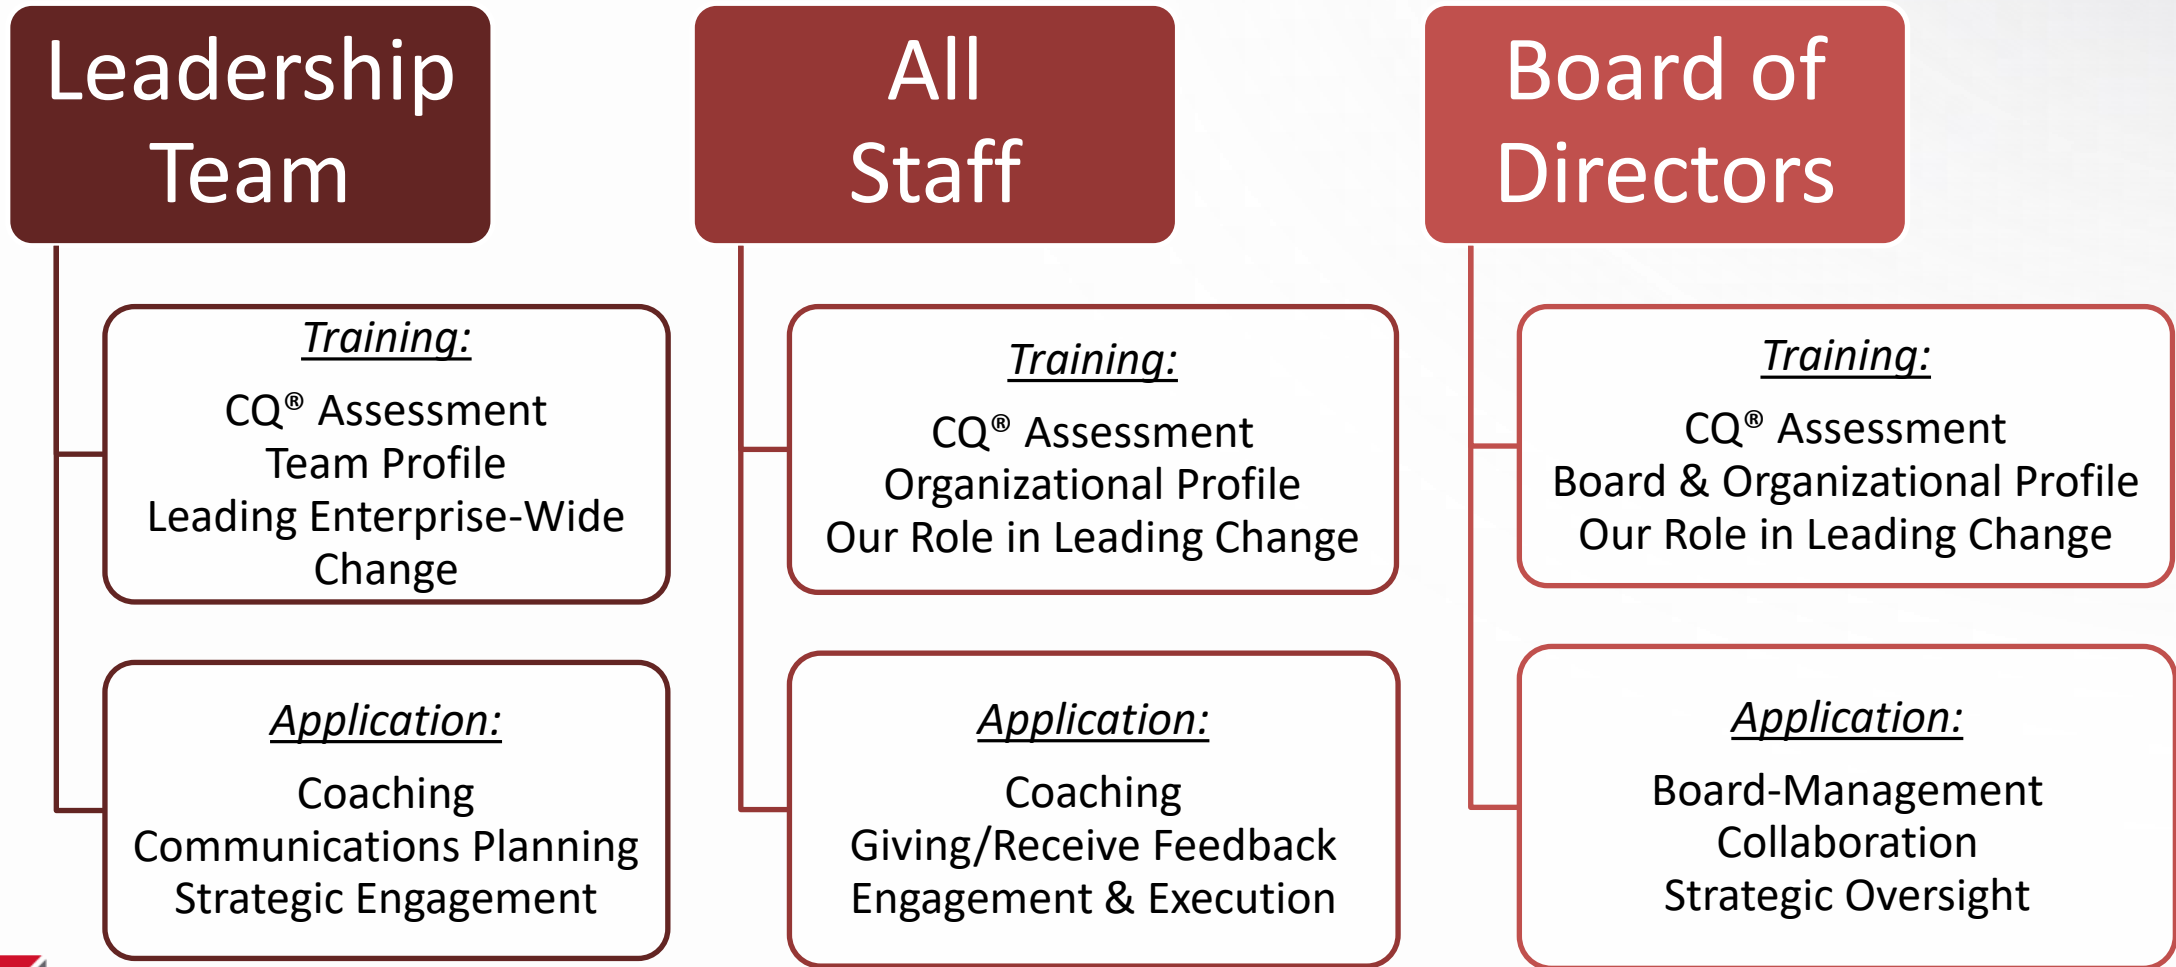 Leadership
Team
Training:
CQ® Assessment
Team Profile
Leading Enterprise-Wide
Change
Application:
Coaching
Communications Planning
Strategic Engagement
All
Staff
Training:
CQ® Assessment
Organizational Profile
Our Role in Leading Change
Application:
Coaching
Giving/Receive Feedback
Engagement & Execution
Board of
Directors
Training:
CQ® Assessment
Board & Organizational Profile
Our Role in Leading Change
Application:
Board-Management
Collaboration
Strategic Oversight